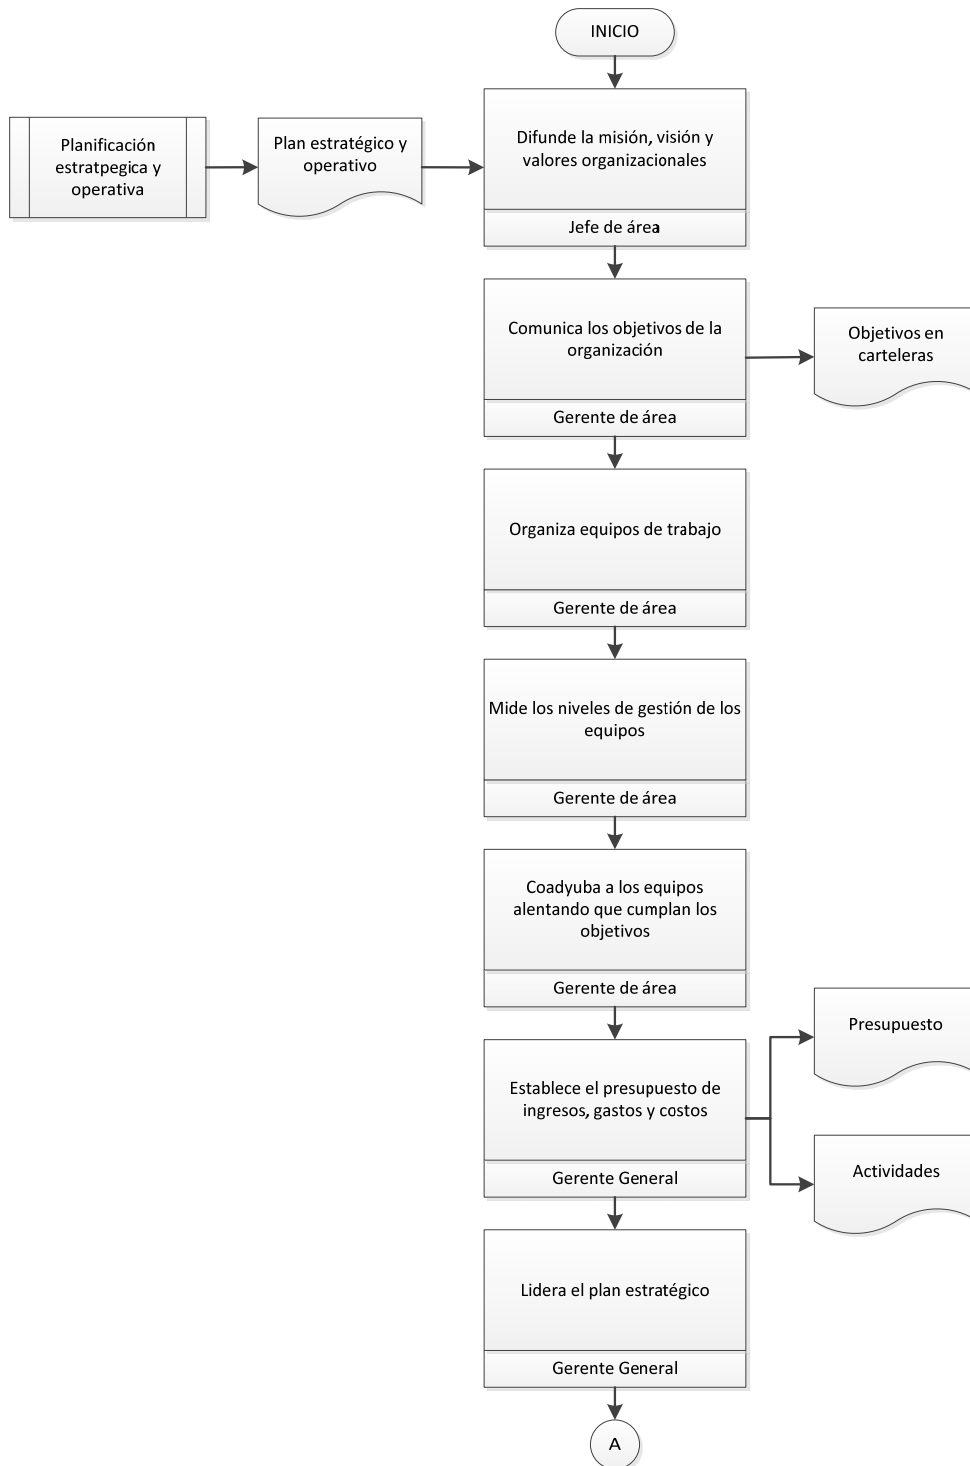 INICIO
Planificación
estratpegica y
operativa
Plan estratégico y
operativo
Difunde la misión, visión y
valores organizacionales
Jefe de área
Comunica los objetivos de la
organización
Gerente de área
Objetivos en
carteleras
Organiza equipos de trabajo
Gerente de área
Mide los niveles de gestión de los
equipos
Gerente de área
Coadyuba a los equipos
alentando que cumplan los
objetivos
Gerente de área
Establece el presupuesto de
ingresos, gastos y costos
Gerente General
Presupuesto
Actividades
Lidera el plan estratégico
Gerente General
A